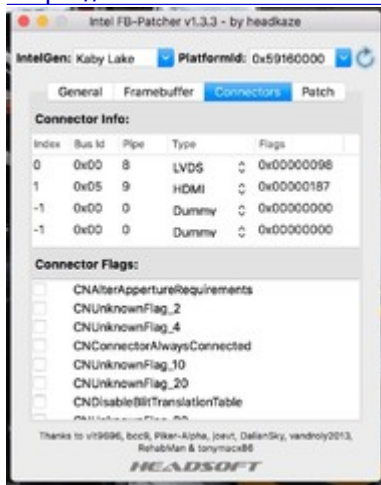 Intel FB-Patcher v1.3.3 - by headkaze
IntelGen: Kaby Lake PlatformId: 0x59160000
General Framebuffer Connectors Patch
Connector Info:
Index Bus Id Pipe Type Flags
0 0x00 8 LVDS 0x00000098
1 0x05 9 HDMI 0x00000187
-1 0x00 0 Dummy 0x00000000
-1 0x00 0 Dummy 0x00000000
Connector Flags:
CNAlterAppertureRequirements
CNUnknownFlag_2
CNUnknownFlag_4
CNConnectorAlwaysConnected
CNUnknownFlag_10
CNUnknownFlag_20
CNDisableBlitTranslationTable
Thanks to vit9696, bcc9, Piker-Alpha, joevt, DalianSky, vandroiy2013,
RehabMan & tonymacx86
HEADSOFT